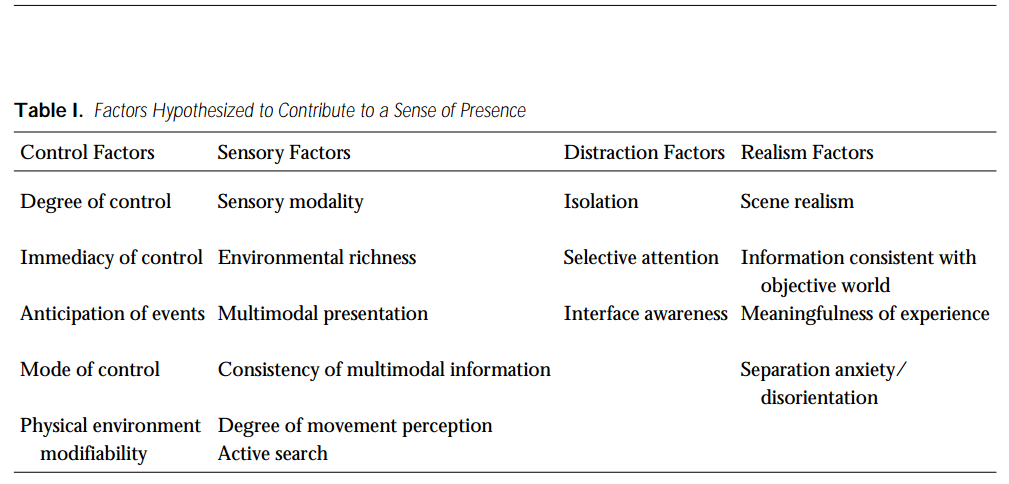 Table I. Factors Hypothesized to Contribute to a Sense of Presence
Control Factors Sensory Factors Distraction Factors Realism Factors
Degree of control Sensory modality Isolation Scene realism
Immediacy of control Environmental richness Selective attention Information consistent with
objective world
Anticipation of events Multimodal presentation Interface awareness Meaningfulness of experience
Mode of control Consistency of multimodal information Separation anxiety/
disorientation
Physical environment Degree of movement perception
modifiability Active search